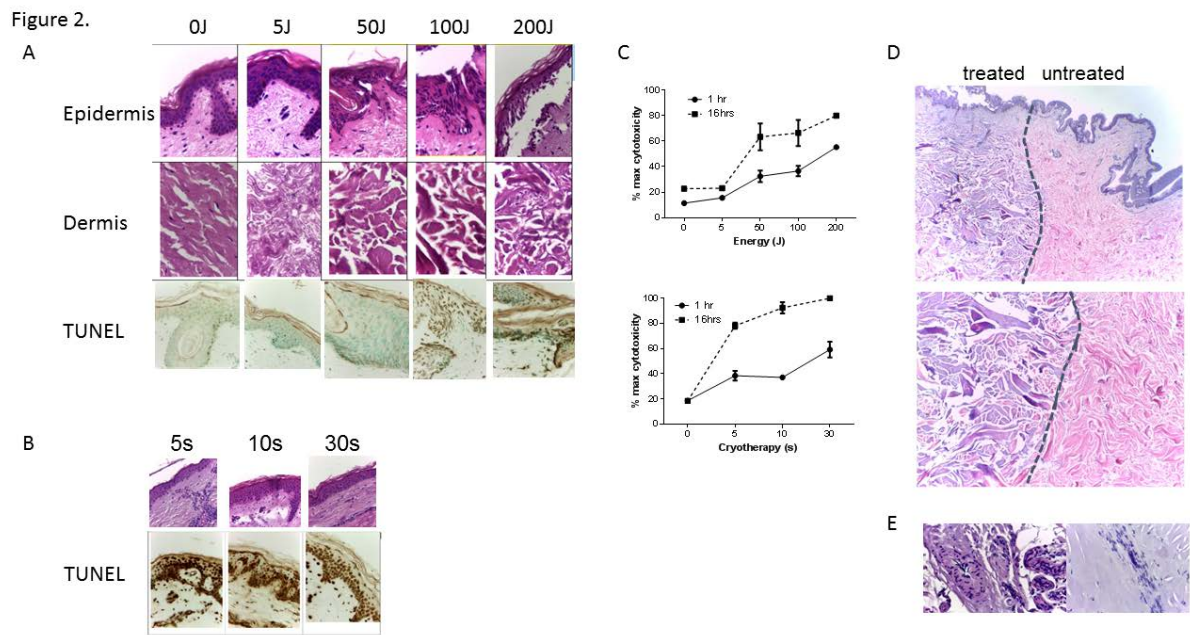 Figure 2.
0J 5J 50J 100J 200J
A
Epidermis
Dermis
TUNEL
B
5s 10s 30s
TUNEL
C
% max cytotoxicity
100
80
60
40
20
0
1 hr
16hrs
0 5 50 100 200
Energy (J)
% max cytotoxicity
100
80
60
40
20
0
1 hr
16hrs
0 5 10 30
Cryotherapy (s)
D
treated untreated
E